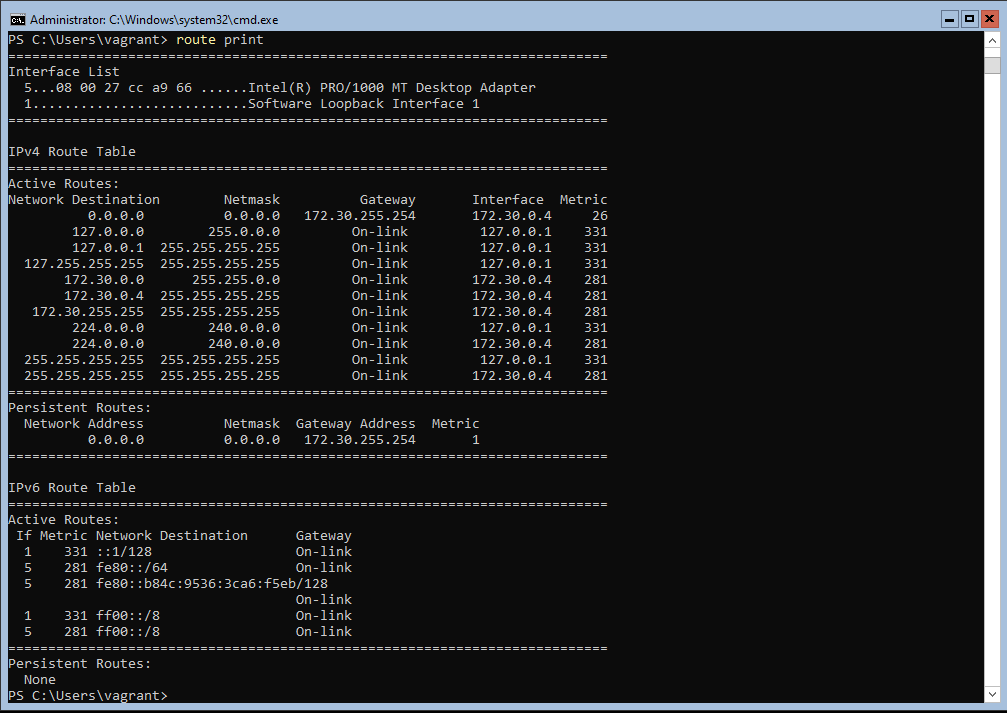 Administrator: C:\Windows\system32\cmd.exe
PS C:\Users\vagrant> route print
===========================================================================
Interface List
  5...08 00 27 cc a9 66 ......Intel(R) PRO/1000 MT Desktop Adapter
  1...........................Software Loopback Interface 1
===========================================================================
IPv4 Route Table
===========================================================================
Active Routes:
Network Destination        Netmask          Gateway       Interface  Metric
          0.0.0.0          0.0.0.0   172.30.255.254       172.30.0.4     26
        127.0.0.0        255.0.0.0         On-link         127.0.0.1    331
        127.0.0.1  255.255.255.255         On-link         127.0.0.1    331
  127.255.255.255  255.255.255.255         On-link         127.0.0.1    331
       172.30.0.0      255.255.0.0         On-link        172.30.0.4    281
       172.30.0.4  255.255.255.255         On-link        172.30.0.4    281
   172.30.255.255  255.255.255.255         On-link        172.30.0.4    281
        224.0.0.0        240.0.0.0         On-link         127.0.0.1    331
        224.0.0.0        240.0.0.0         On-link        172.30.0.4    281
  255.255.255.255  255.255.255.255         On-link         127.0.0.1    331
  255.255.255.255  255.255.255.255         On-link        172.30.0.4    281
===========================================================================
Persistent Routes:
  Network Address          Netmask  Gateway Address  Metric
          0.0.0.0          0.0.0.0   172.30.255.254       1
===========================================================================
IPv6 Route Table
===========================================================================
Active Routes:
 If Metric Network Destination      Gateway
  1    331 ::1/128                  On-link
  5    281 fe80::/64                On-link
  5    281 fe80::b84c:9536:3ca6:f5eb/128
                                    On-link
  1    331 ff00::/8                 On-link
  5    281 ff00::/8                 On-link
===========================================================================
Persistent Routes:
  None
PS C:\Users\vagrant>